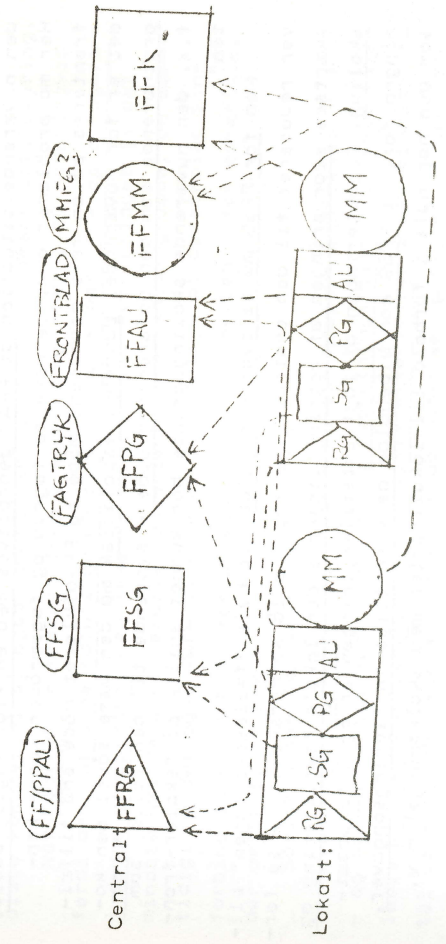 FF/PPAU FFSG FAGTRYK FRONTBLAD MMFG?
Centralt FFRG FFSG FFPG FFAU FFMM FFK.
Lokalt: RG SG PG AU MM RG SG PG AU MM